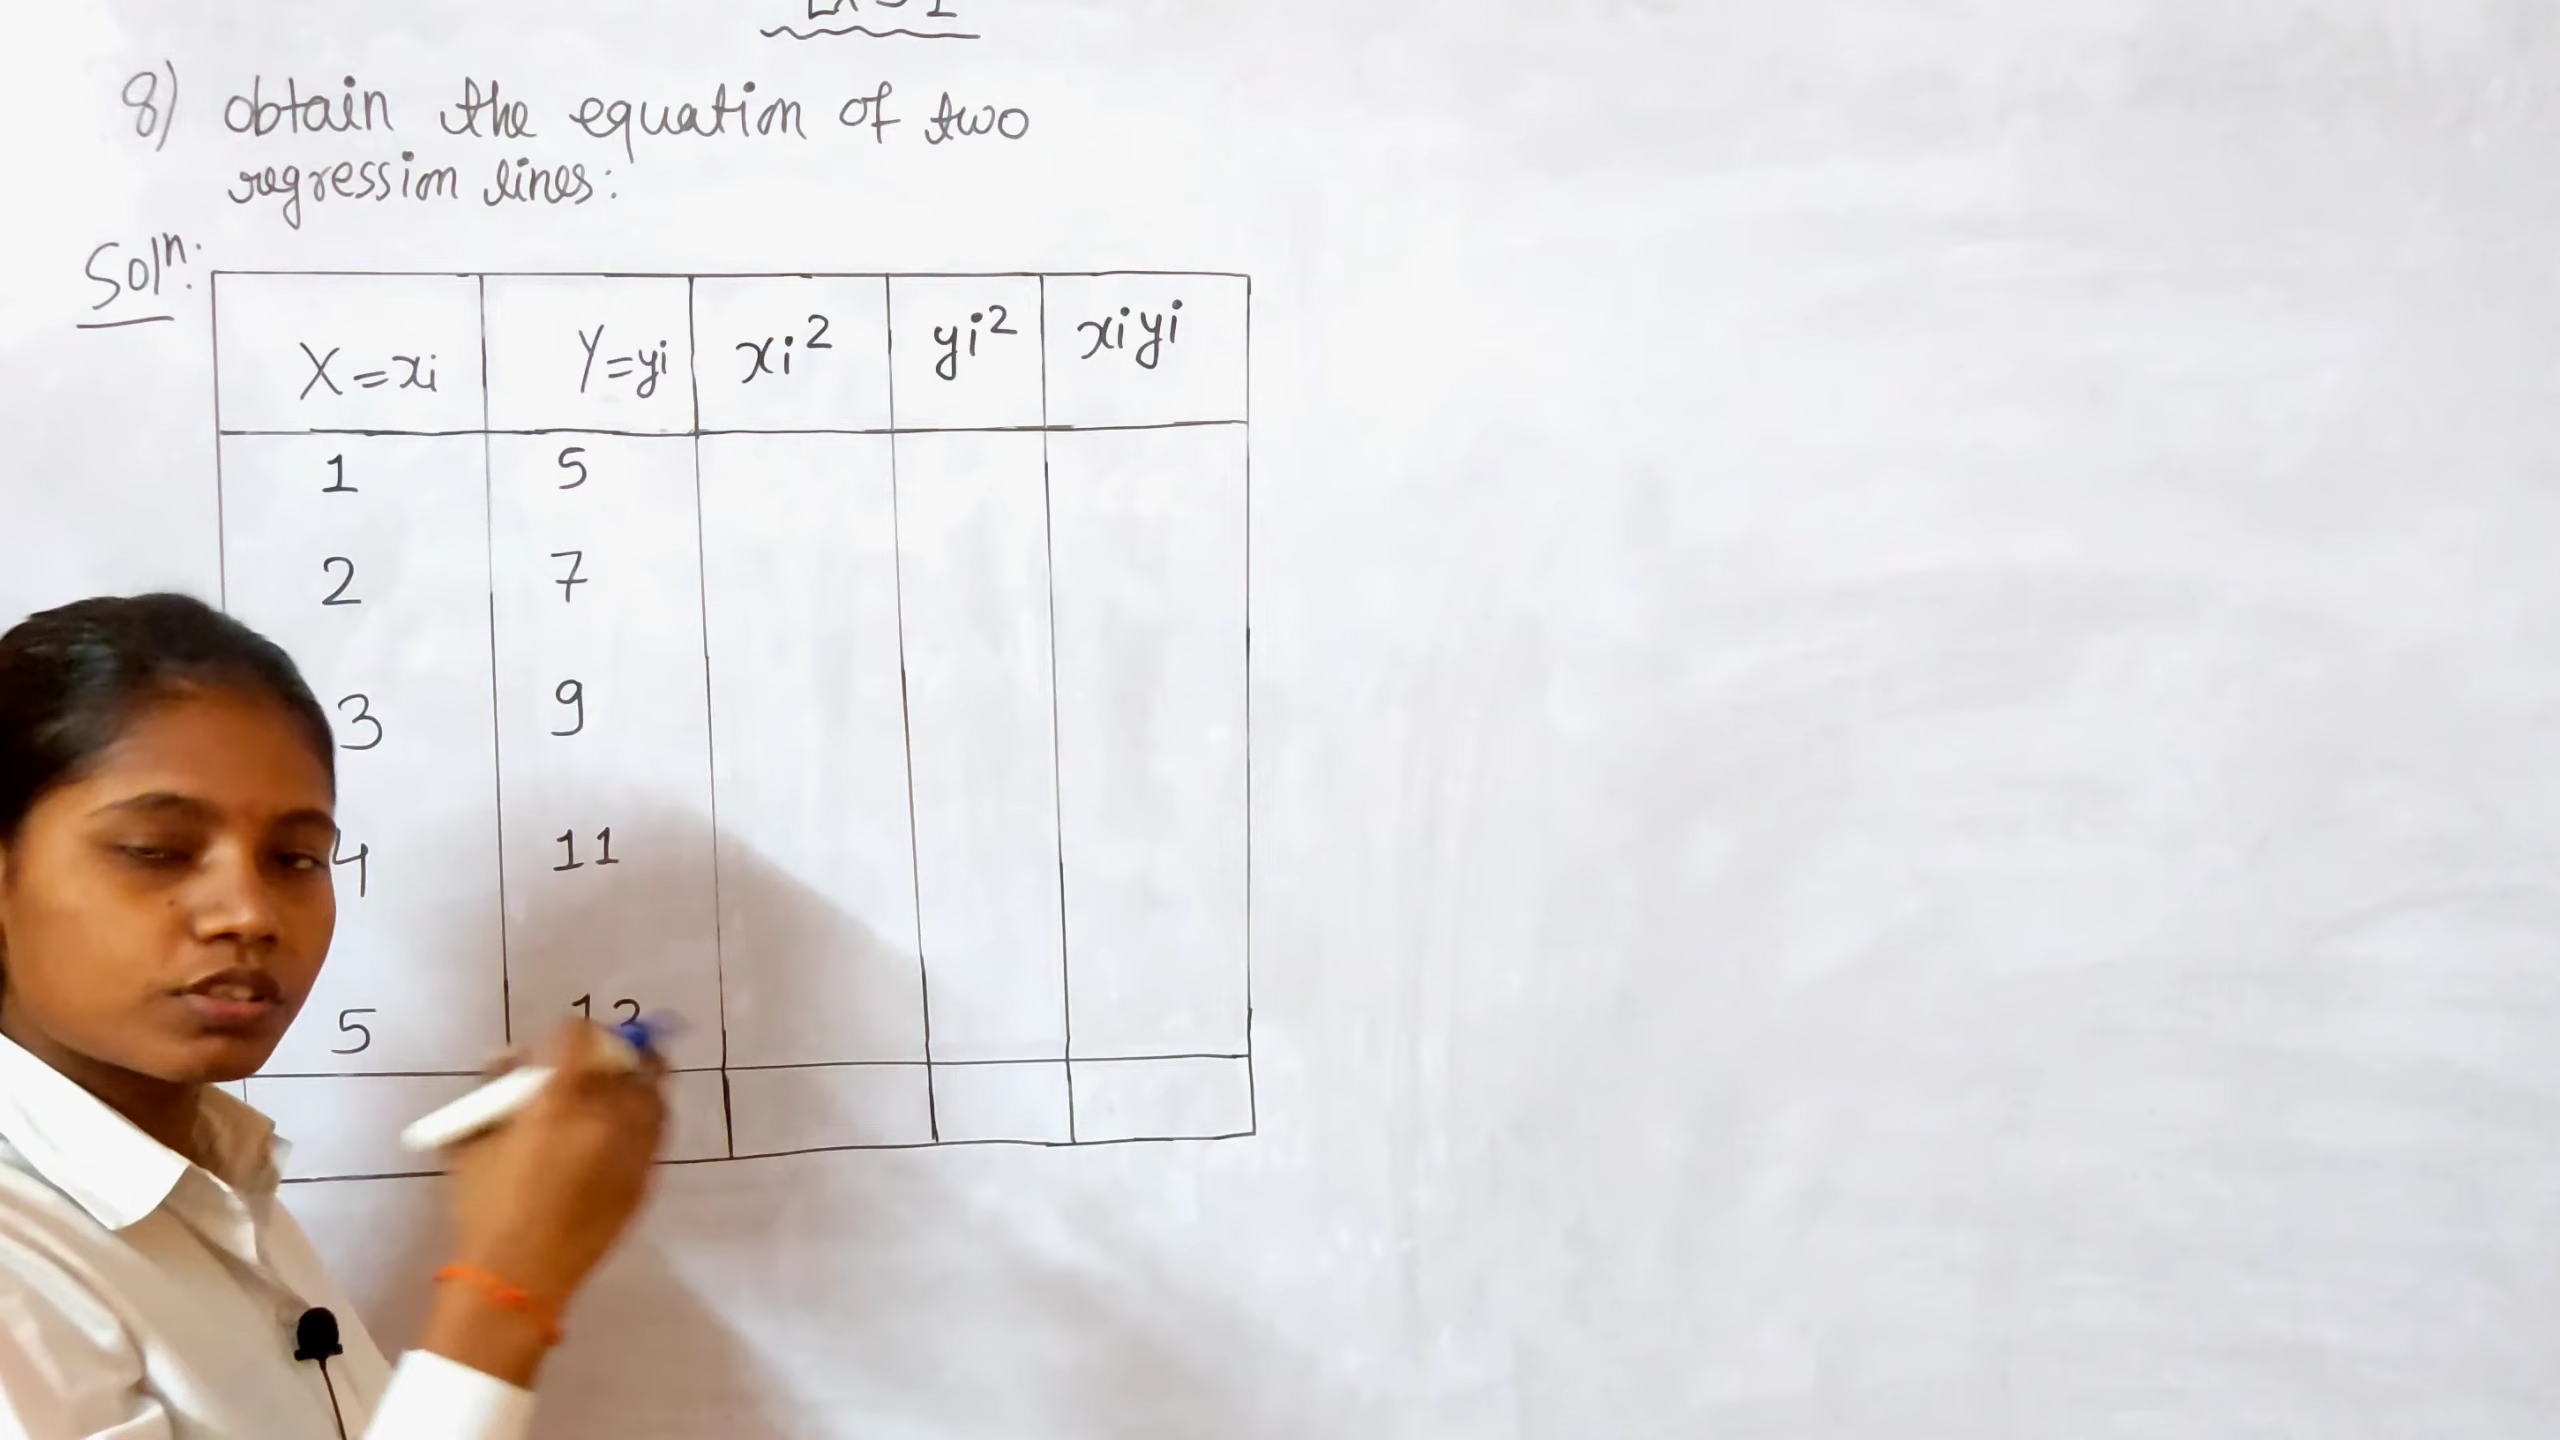 8) obtain the equation of two
regression lines:
Solⁿ:
X=xi Y=yi xi² yi² xiyi
1 5
2 7
3 9
4 11
5